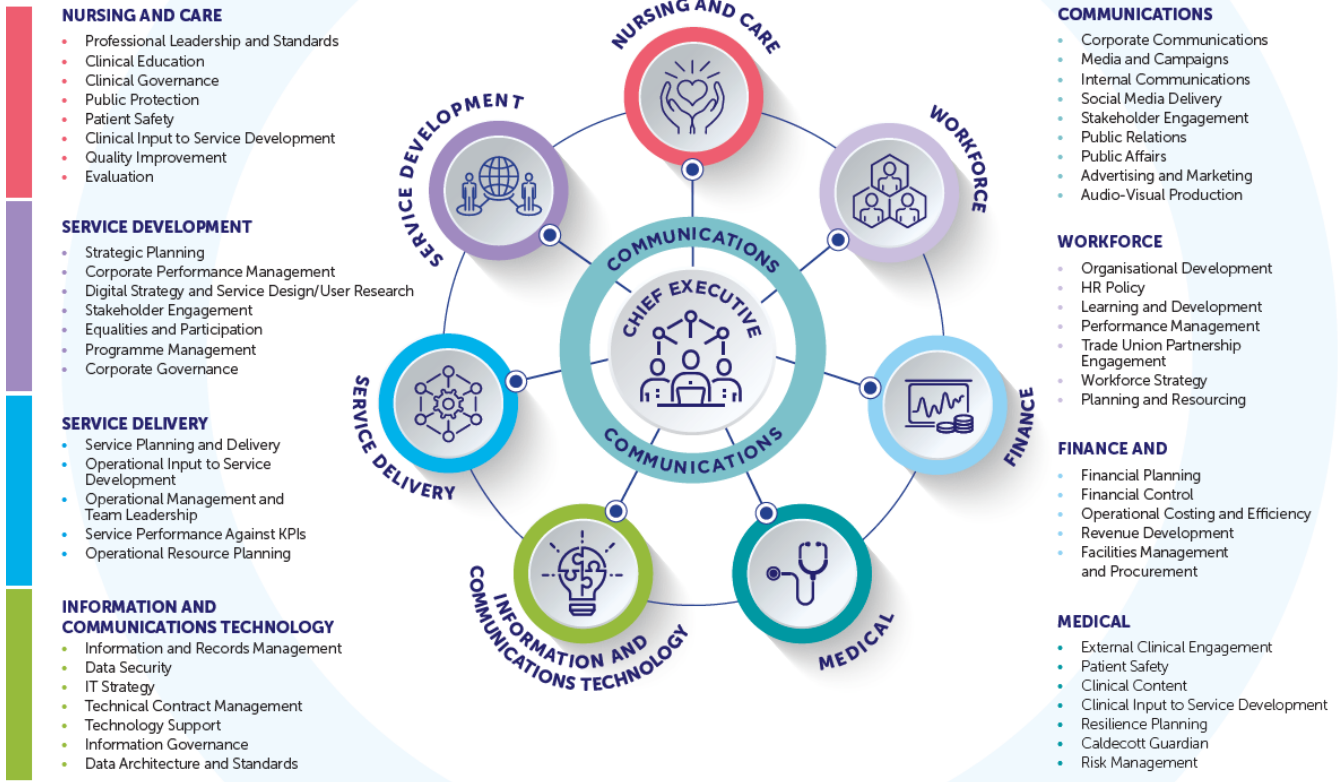 NURSING AND CARE
Professional Leadership and Standards
Clinical Education
Clinical Governance
Public Protection
Patient Safety
Clinical Input to Service Development
Quality Improvement
Evaluation
SERVICE DEVELOPMENT
Strategic Planning
Corporate Performance Management
Digital Strategy and Service Design/User Research
Stakeholder Engagement
Equalities and Participation
Programme Management
Corporate Governance
SERVICE DELIVERY
Service Planning and Delivery
Operational Input to Service
Development
Operational Management and
Team Leadership
Service Performance Against KPIs
Operational Resource Planning
INFORMATION AND
COMMUNICATIONS TECHNOLOGY
Information and Records Management
Data Security
IT Strategy
Technical Contract Management
Technology Support
Information Governance
Data Architecture and Standards
NURSING AND CARE
SERVICE DEVELOPMENT
WORKFORCE
COMMUNICATIONS
CHIEF EXECUTIVE
COMMUNICATIONS
SERVICE DELIVERY
FINANCE
INFORMATION AND
COMMUNICATIONS TECHNOLOGY
MEDICAL
COMMUNICATIONS
Corporate Communications
Media and Campaigns
Internal Communications
Social Media Delivery
Stakeholder Engagement
Public Relations
Public Affairs
Advertising and Marketing
Audio-Visual Production
WORKFORCE
Organisational Development
HR Policy
Learning and Development
Performance Management
Trade Union Partnership
Engagement
Workforce Strategy
Planning and Resourcing
FINANCE AND
Financial Planning
Financial Control
Operational Costing and Efficiency
Revenue Development
Facilities Management
and Procurement
MEDICAL
External Clinical Engagement
Patient Safety
Clinical Content
Clinical Input to Service Development
Resilience Planning
Caldecott Guardian
Risk Management